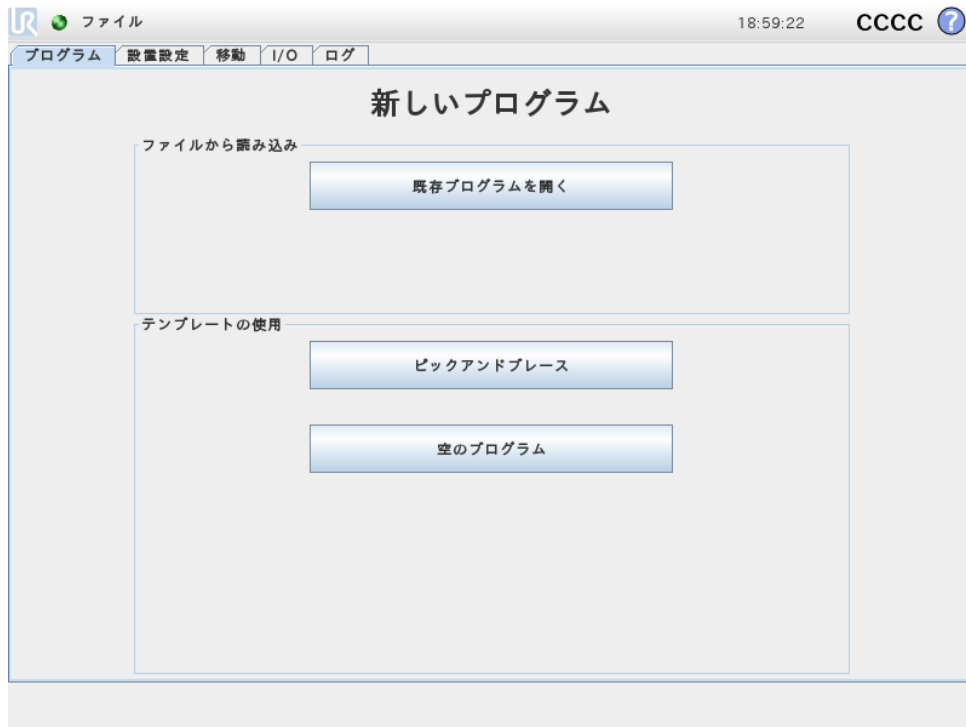 UR ファイル 18:59:22 CCCC ?
プログラム 設置設定 移動 I/O ログ
新しいプログラム
ファイルから読み込み
既存プログラムを開く
テンプレートの使用
ピックアンドプレース
空のプログラム